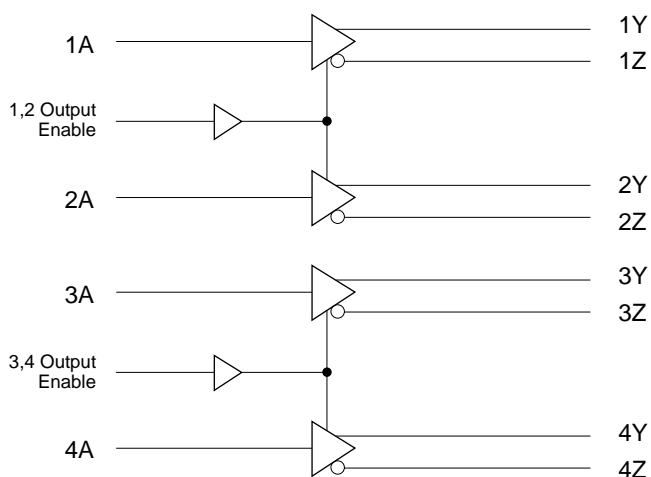 1A
1Y
1Z
1,2 Output
Enable
2A
2Y
2Z
3A
3Y
3Z
3,4 Output
Enable
4A
4Y
4Z